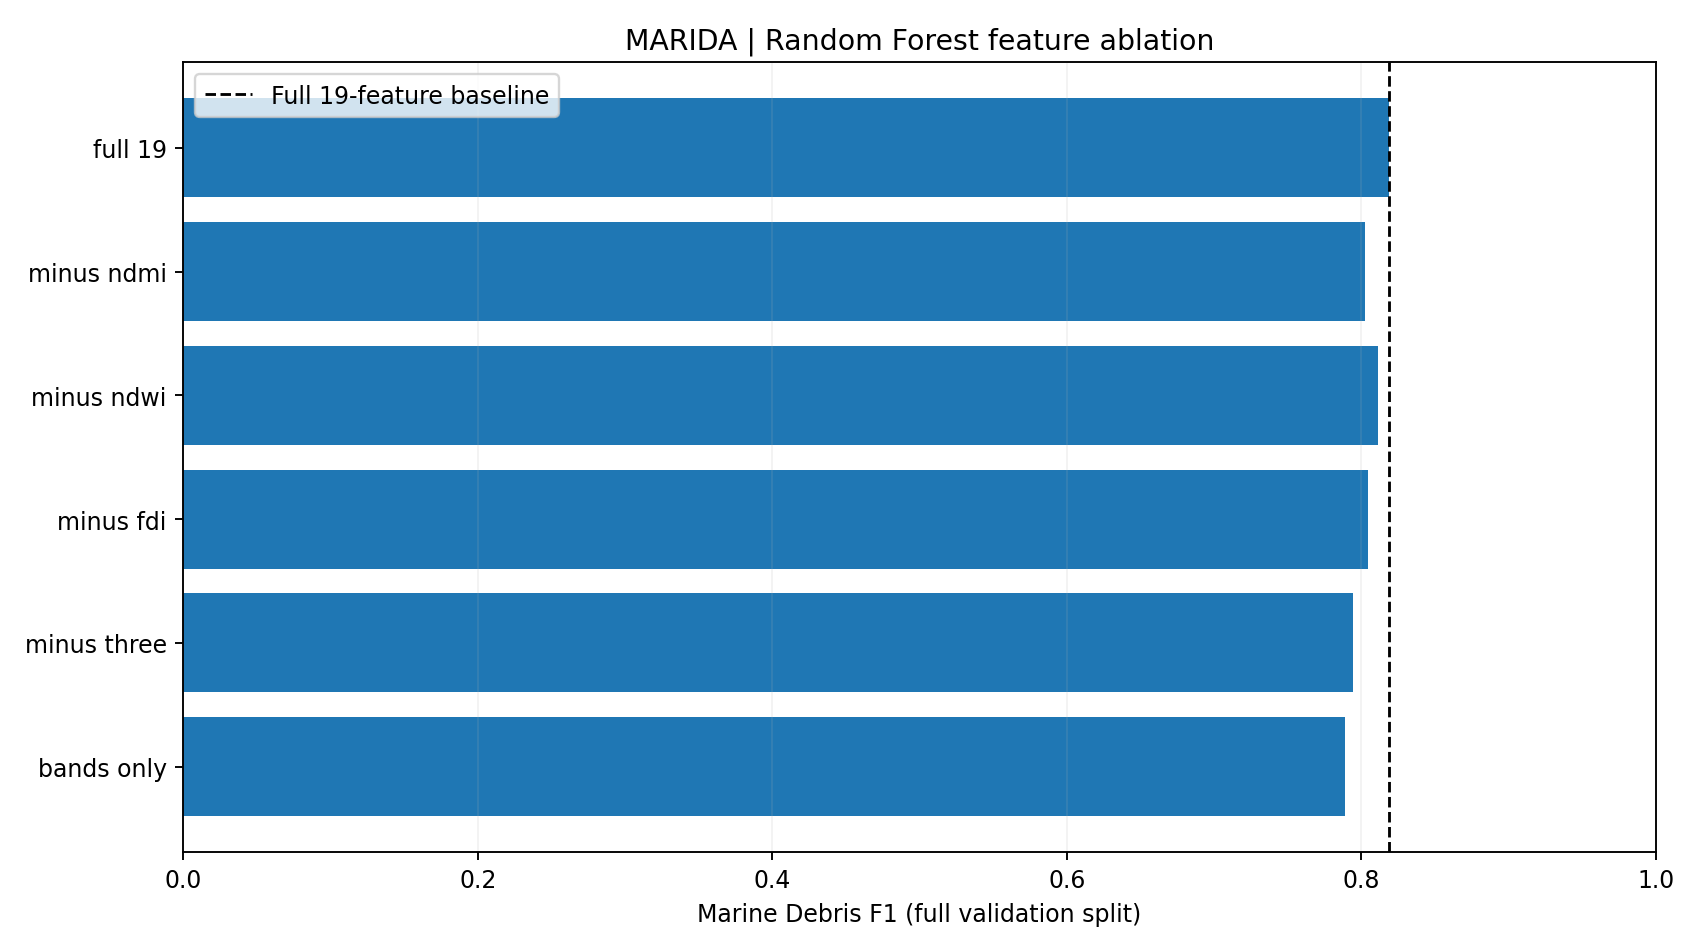 MARIDA | Random Forest feature ablation
Full 19-feature baseline
full 19
minus ndmi
minus ndwi
minus fdi
minus three
bands only
0.0 0.2 0.4 0.6 0.8 1.0
Marine Debris F1 (full validation split)